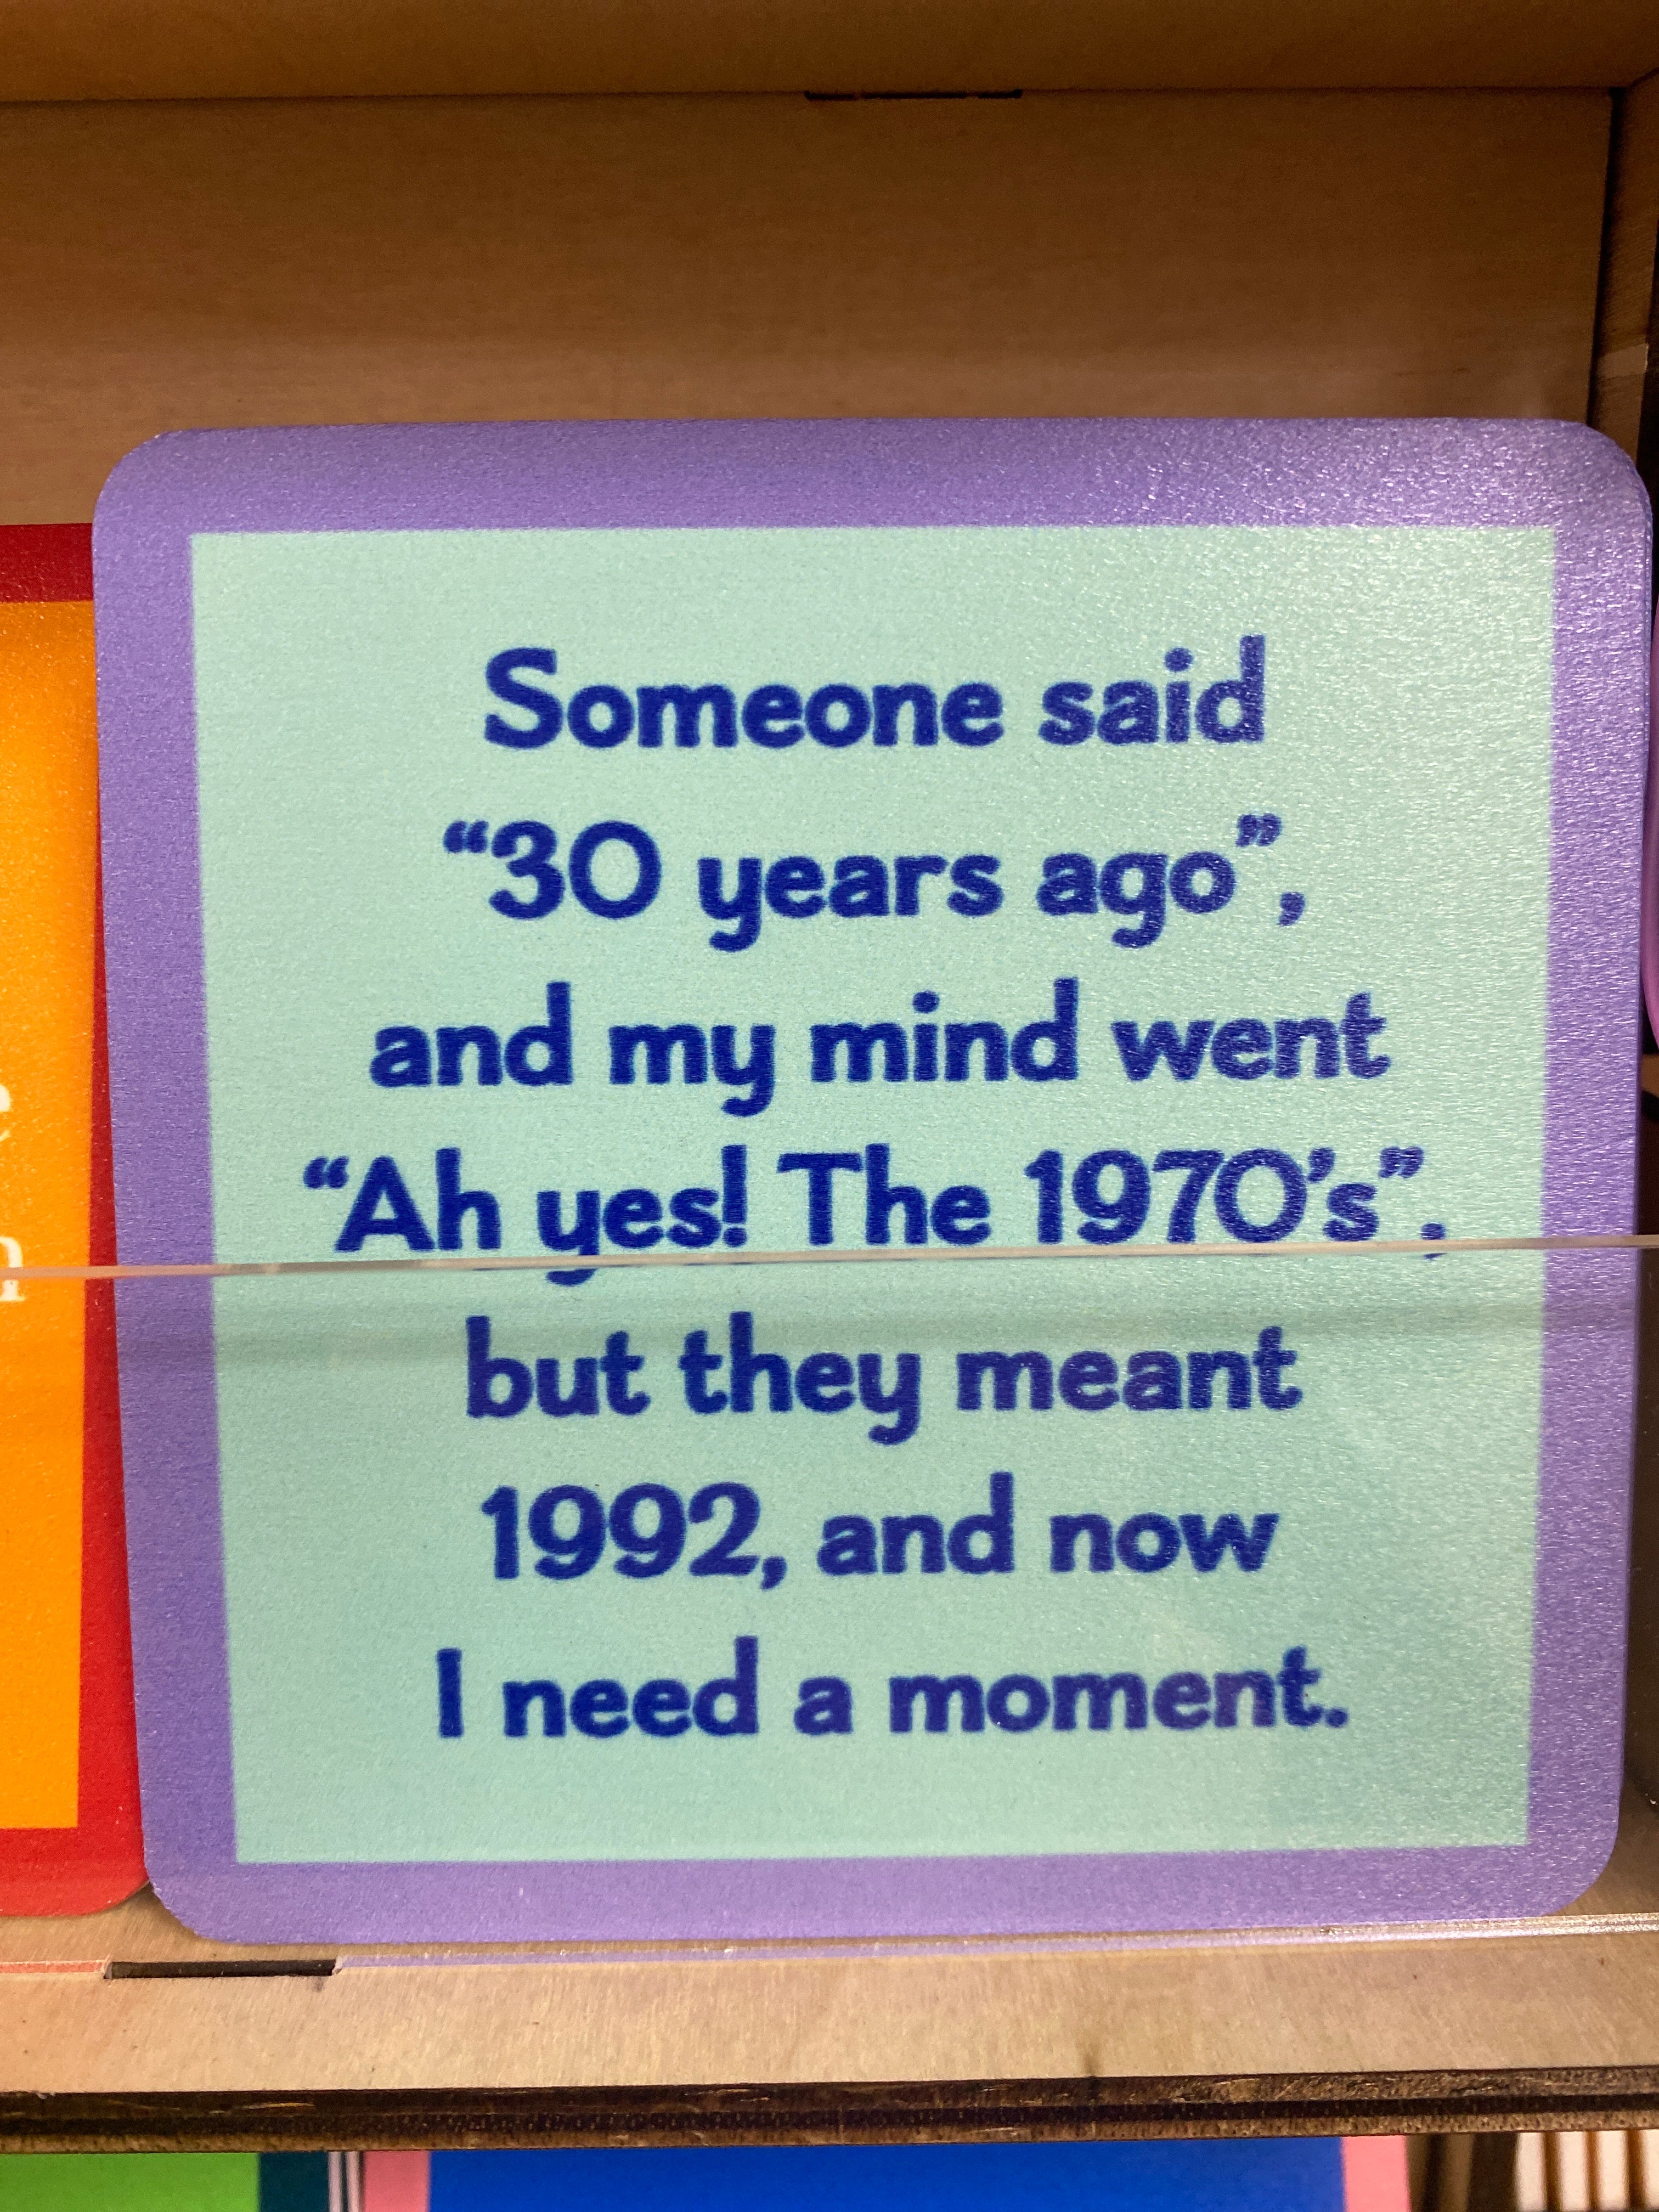 Someone said
“30 years ago”,
and my mind went
“Ah yes! The 1970’s”,
but they meant
1992, and now
I need a moment.